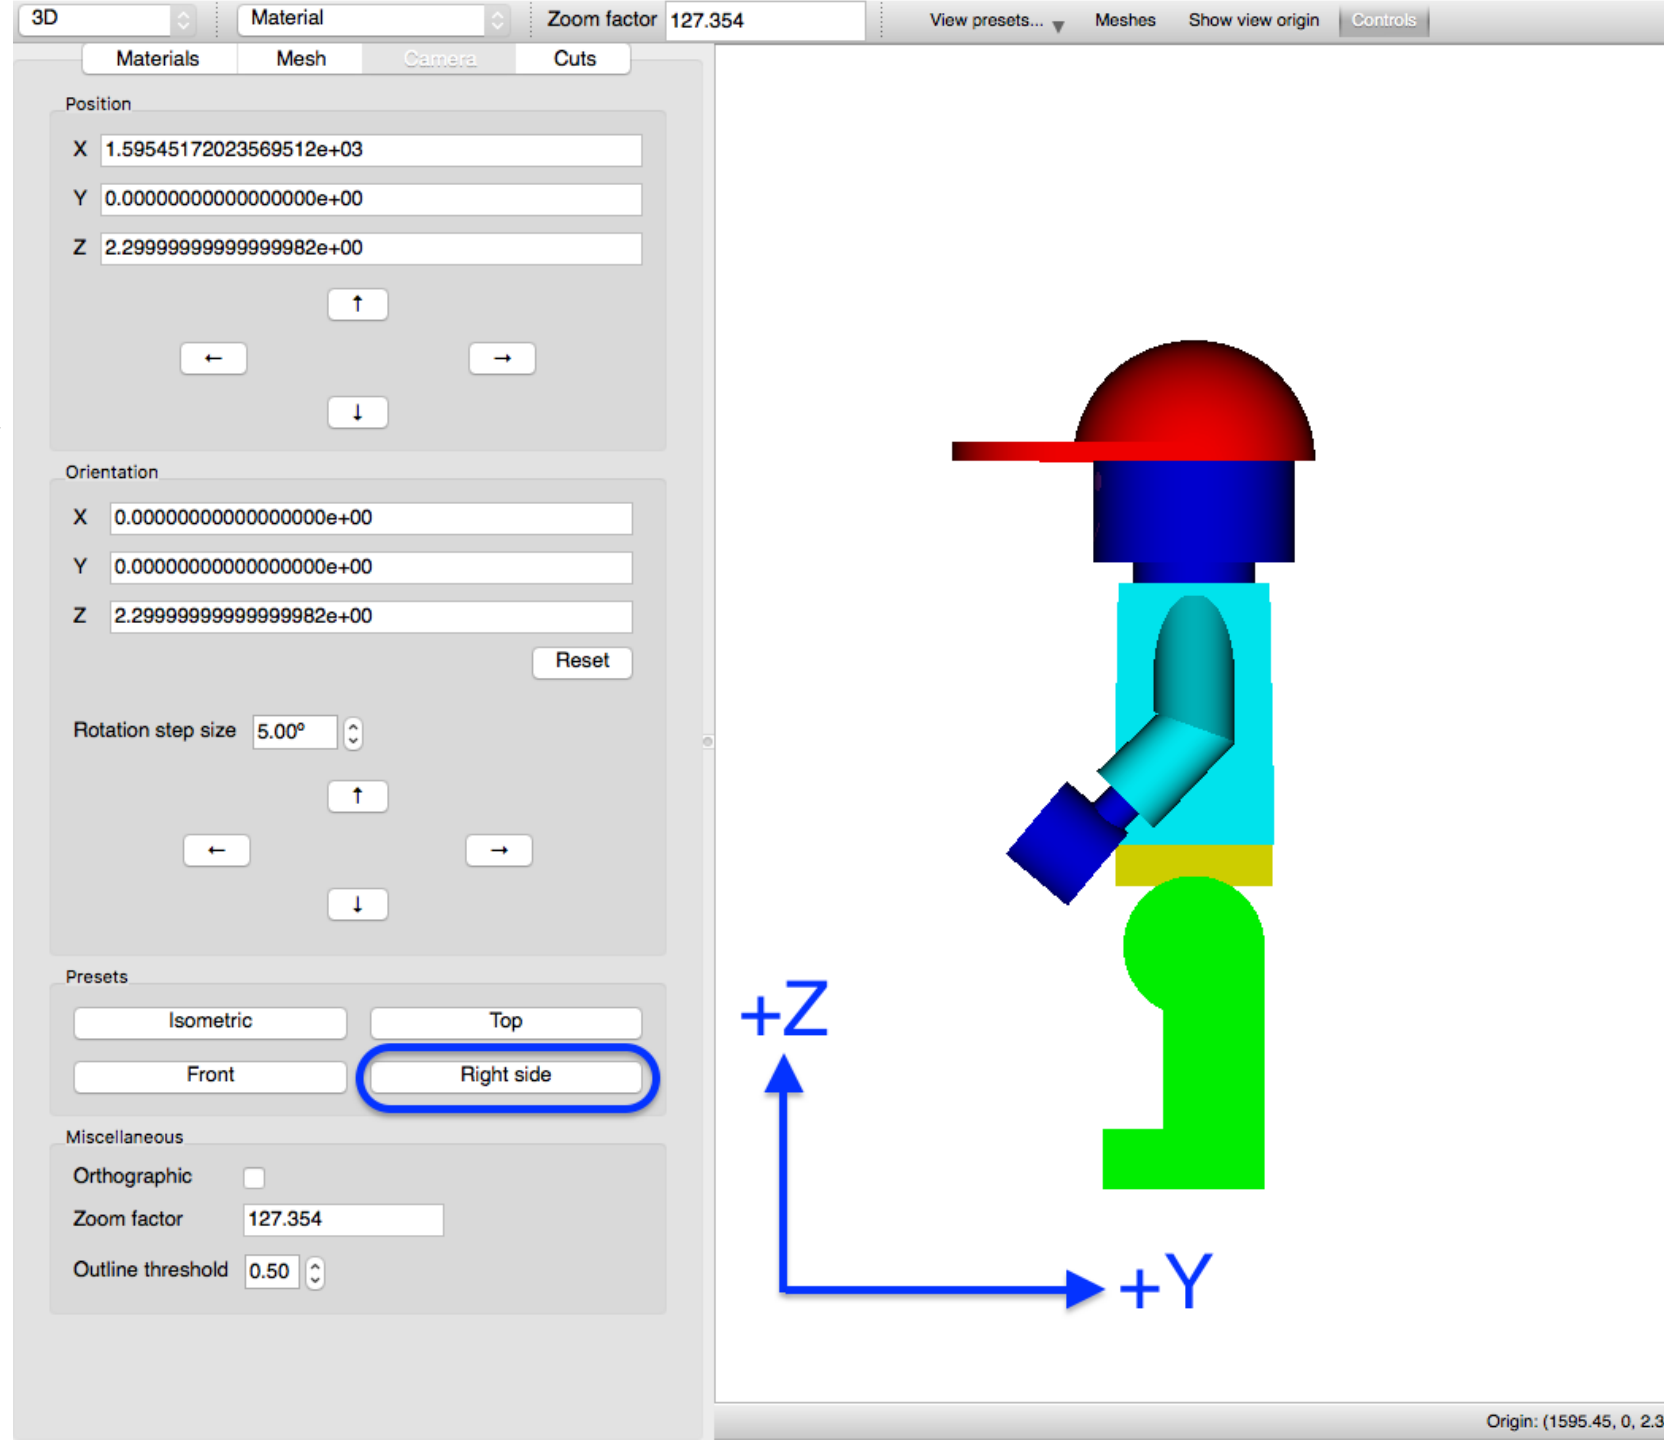 3D Material Zoom factor 127.354 View presets... Meshes Show view origin Controls
Materials Mesh Camera Cuts
Position
X 1.59545172023569512e+03
Y 0.00000000000000000e+00
Z 2.29999999999999982e+00
↑
← →
↓
Orientation
X 0.00000000000000000e+00
Y 0.00000000000000000e+00
Z 2.29999999999999982e+00
Reset
Rotation step size 5.00º
↑
← →
↓
Presets
Isometric Top
Front Right side
Miscellaneous
Orthographic
Zoom factor 127.354
Outline threshold 0.50
+Z
+Y
Origin: (1595.45, 0, 2.3